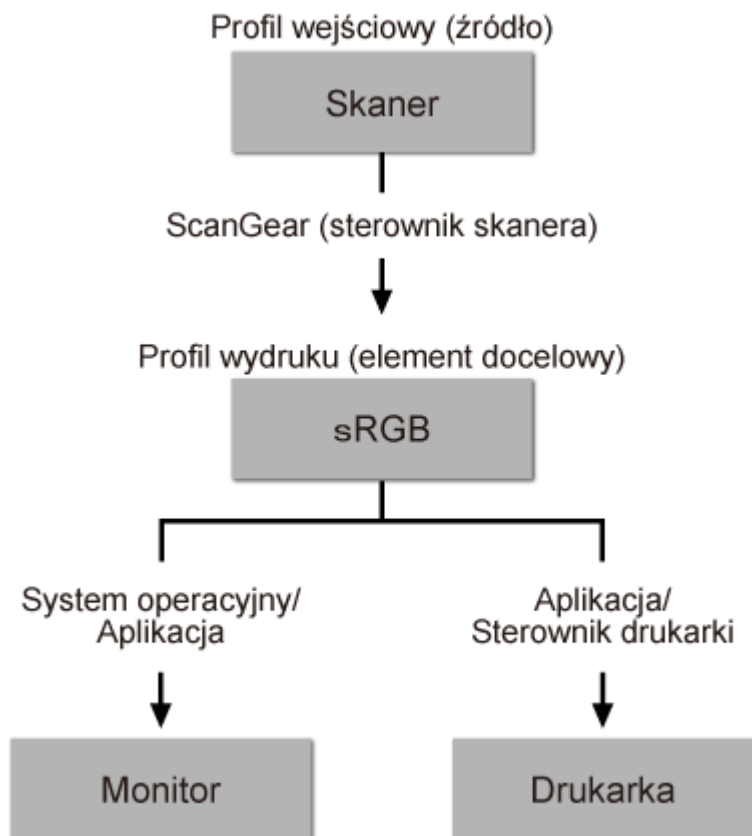 Profil wejściowy (źródło)
Skaner
ScanGear (sterownik skanera)
Profil wydruku (element docelowy)
sRGB
System operacyjny/
Aplikacja
Aplikacja/
Sterownik drukarki
Monitor
Drukarka